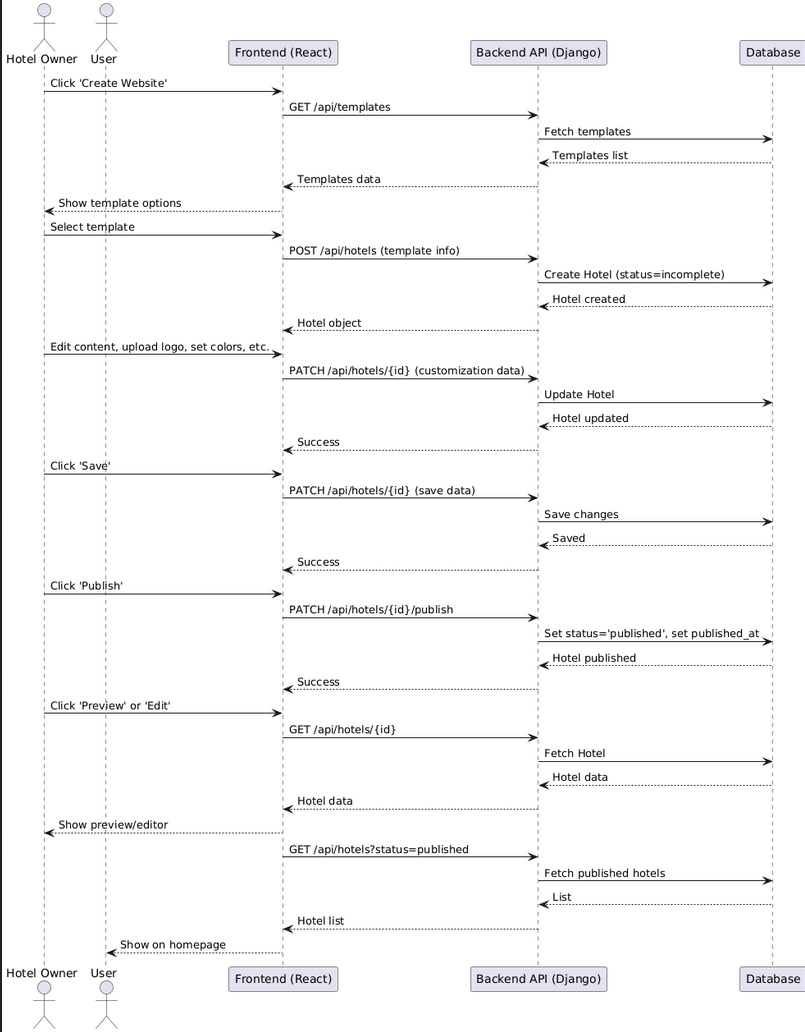 Hotel Owner
User
Frontend (React)
Backend API (Django)
Database
Click 'Create Website'
GET /api/templates
Fetch templates
Templates list
Templates data
Show template options
Select template
POST /api/hotels (template info)
Create Hotel (status=incomplete)
Hotel created
Hotel object
Edit content, upload logo, set colors, etc.
PATCH /api/hotels/{id} (customization data)
Update Hotel
Hotel updated
Success
Click 'Save'
PATCH /api/hotels/{id} (save data)
Save changes
Saved
Success
Click 'Publish'
PATCH /api/hotels/{id}/publish
Set status='published', set published_at
Hotel published
Success
Click 'Preview' or 'Edit'
GET /api/hotels/{id}
Fetch Hotel
Hotel data
Hotel data
Show preview/editor
GET /api/hotels?status=published
Fetch published hotels
List
Hotel list
Show on homepage
Hotel Owner
User
Frontend (React)
Backend API (Django)
Database